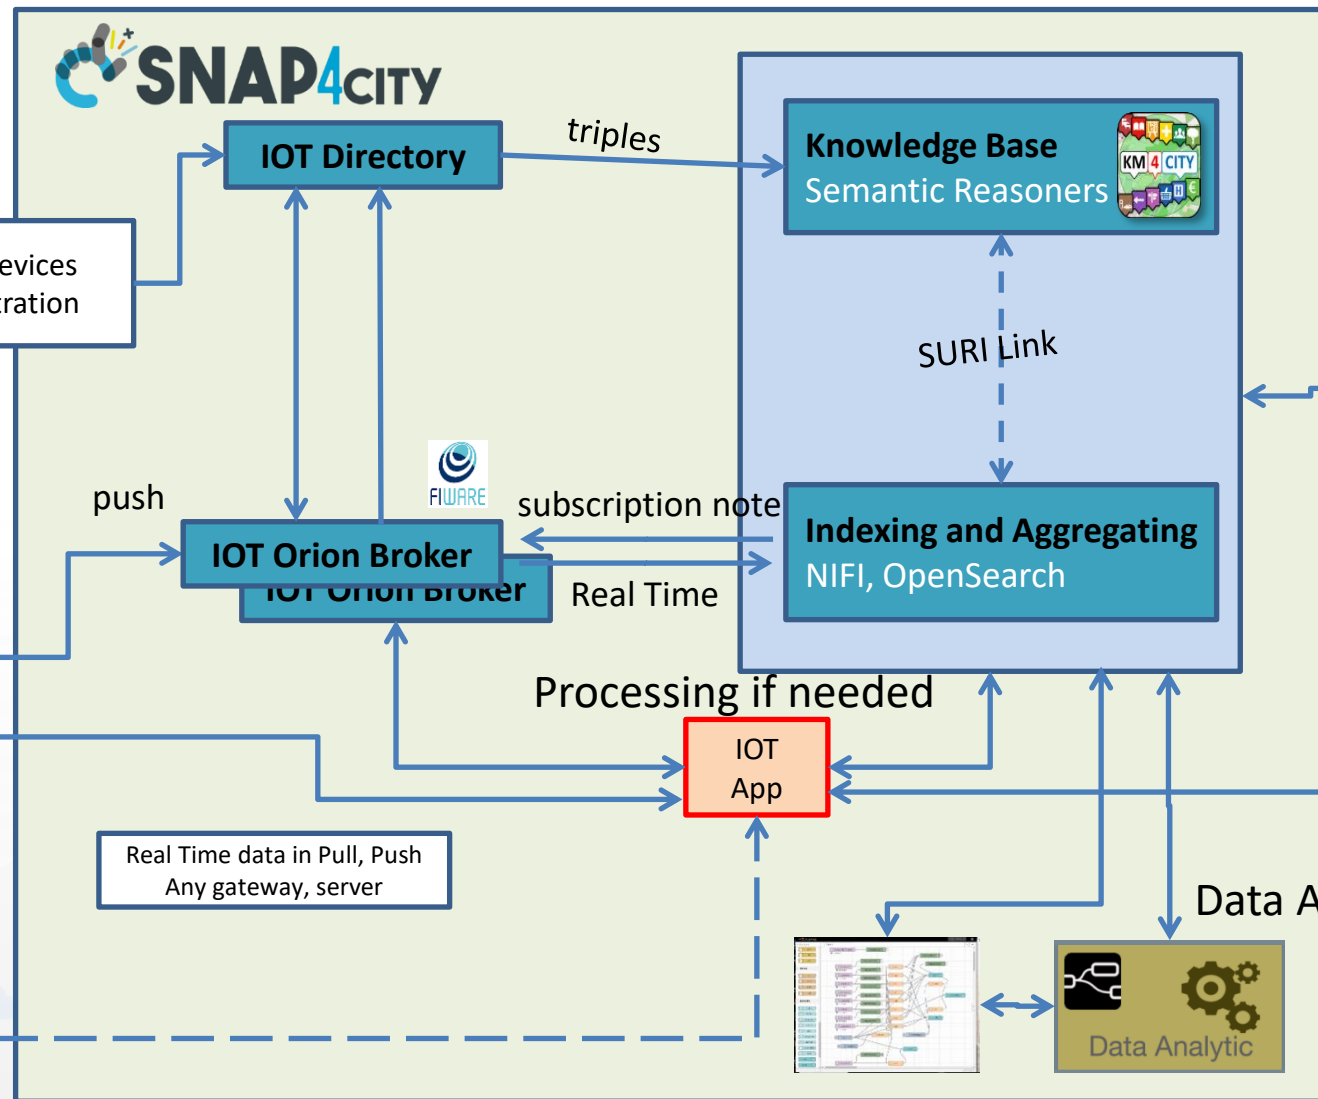 SNAP4CITY
IOT Directory
triples
Knowledge Base
Semantic Reasoners
KM 4 CITY
evices
tration
SURI Link
push
FIWARE
subscription note
IOT Orion Broker
IOT Orion Broker
Real Time
Indexing and Aggregating
NIFI, OpenSearch
Processing if needed
IOT
App
Real Time data in Pull, Push
Any gateway, server
Data A
Data Analytic